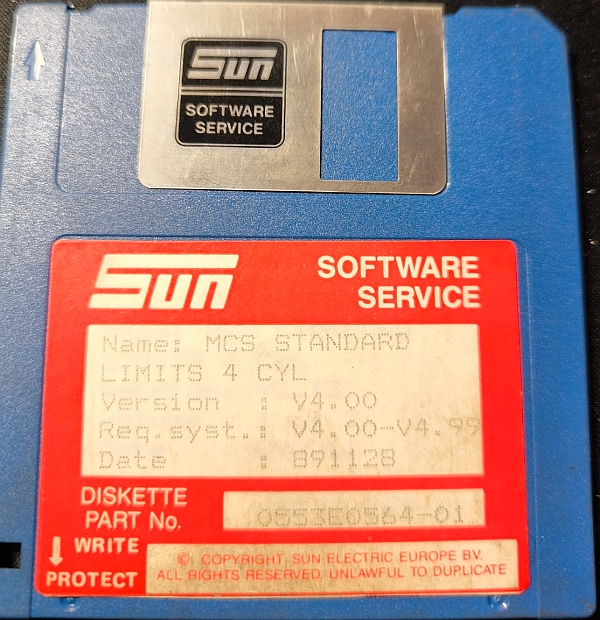 Sun
SOFTWARE
SERVICE
Sun
SOFTWARE
SERVICE
Name: MCS STANDARD
LIMITS 4 CYL
Version : V4.00
Req.syst.: V4.00-V4.99
Date : 891128
DISKETTE
PART No.
0553E0564-01
WRITE
PROTECT
© COPYRIGHT SUN ELECTRIC EUROPE B.V.
ALL RIGHTS RESERVED. UNLAWFUL TO DUPLICATE